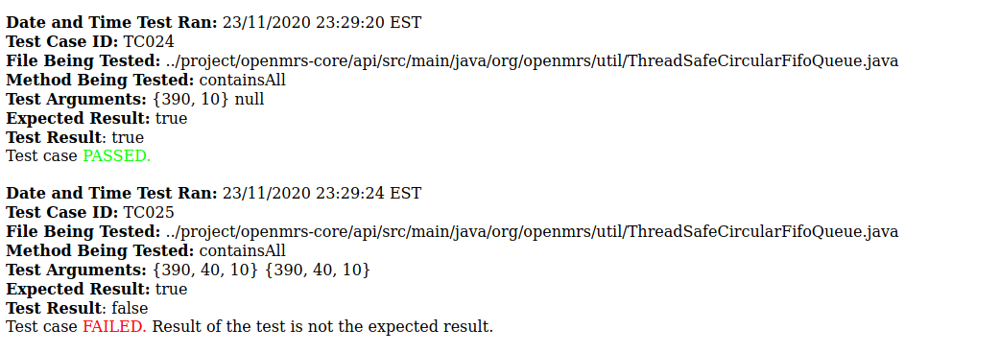 Date and Time Test Ran: 23/11/2020 23:29:20 EST
Test Case ID: TC024
File Being Tested: ../project/openmrs-core/api/src/main/java/org/openmrs/util/ThreadSafeCircularFifoQueue.java
Method Being Tested: containsAll
Test Arguments: {390, 10} null
Expected Result: true
Test Result: true
Test case PASSED.
Date and Time Test Ran: 23/11/2020 23:29:24 EST
Test Case ID: TC025
File Being Tested: ../project/openmrs-core/api/src/main/java/org/openmrs/util/ThreadSafeCircularFifoQueue.java
Method Being Tested: containsAll
Test Arguments: {390, 40, 10} {390, 40, 10}
Expected Result: true
Test Result: false
Test case FAILED. Result of the test is not the expected result.